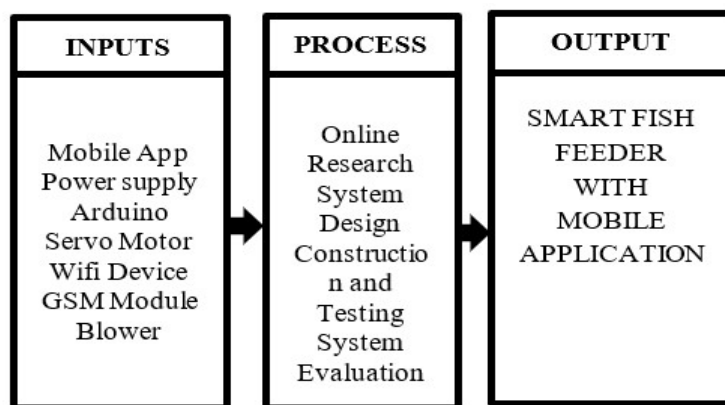 INPUTS
Mobile App
Power supply
Arduino
Servo Motor
Wifi Device
GSM Module
Blower
PROCESS
Online
Research
System
Design
Constructio
n and
Testing
System
Evaluation
OUTPUT
SMART FISH
FEEDER
WITH
MOBILE
APPLICATION